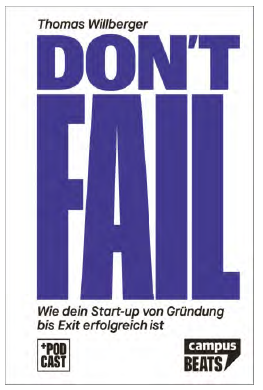 Thomas Willberger
DON'T
FAIL
Wie dein Start-up von Gründung
bis Exit erfolgreich ist
+POD
CAST
campus
BEATS